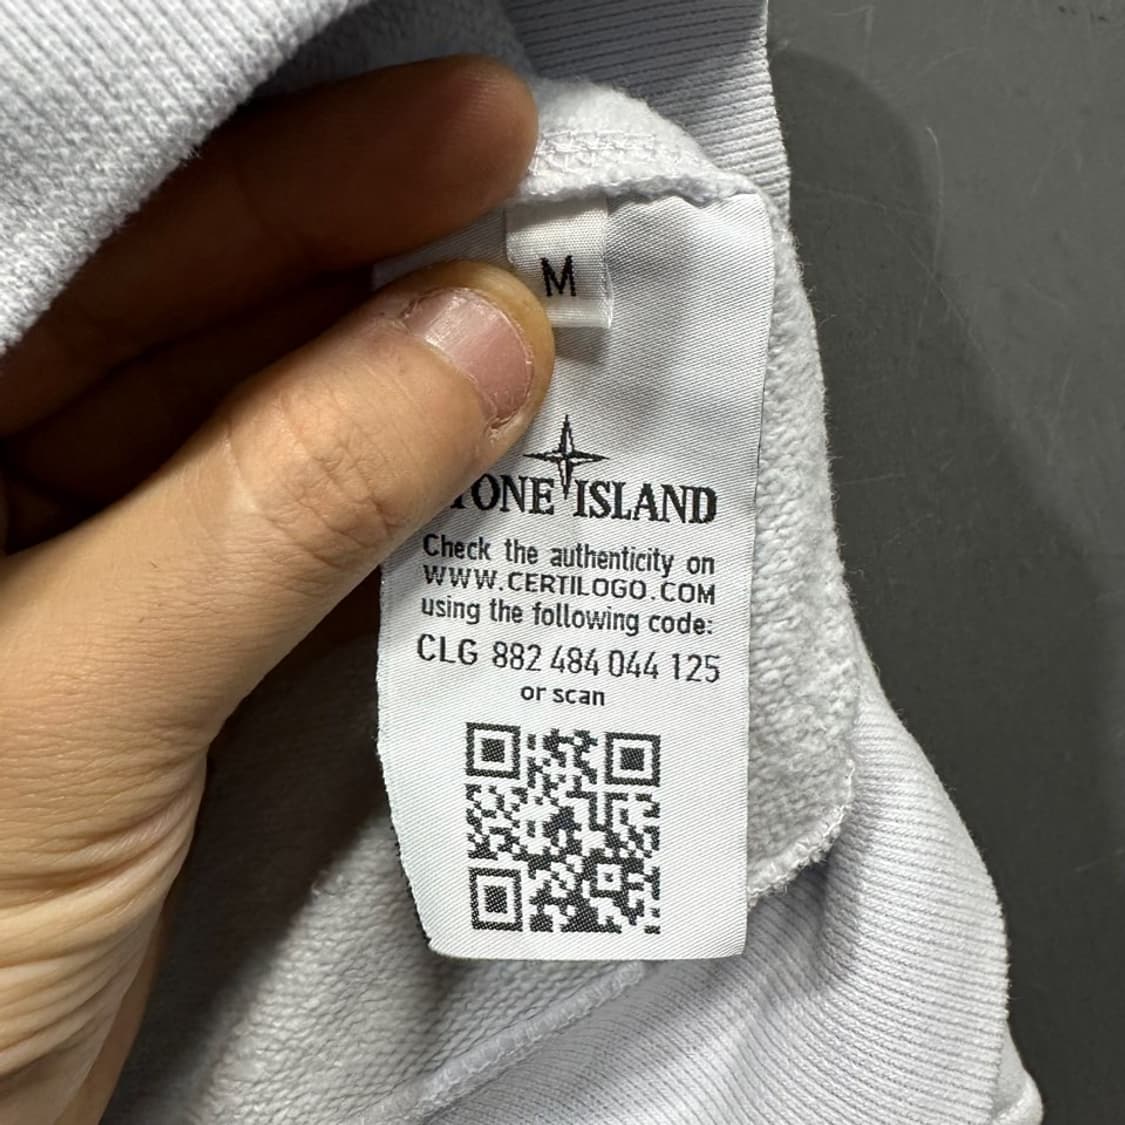 M
TONE ISLAND
Check the authenticity on
WWW.CERTILOGO.COM
using the following code:
CLG 882 484 044 125
or scan